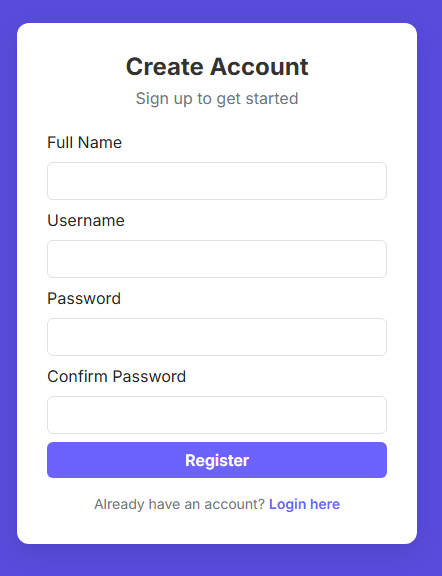 Create Account
Sign up to get started
Full Name
Username
Password
Confirm Password
Register
Already have an account? Login here